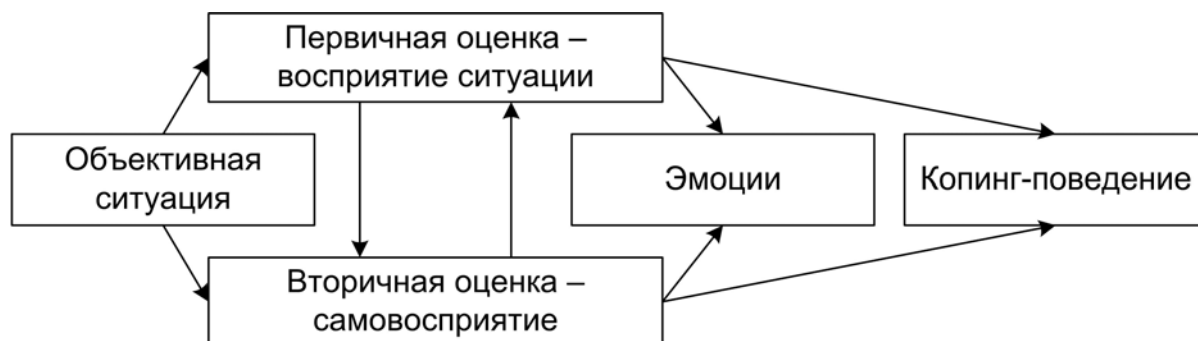 Первичная оценка –
восприятие ситуации
Объективная
ситуация
Эмоции
Копинг-поведение
Вторичная оценка –
самовосприятие